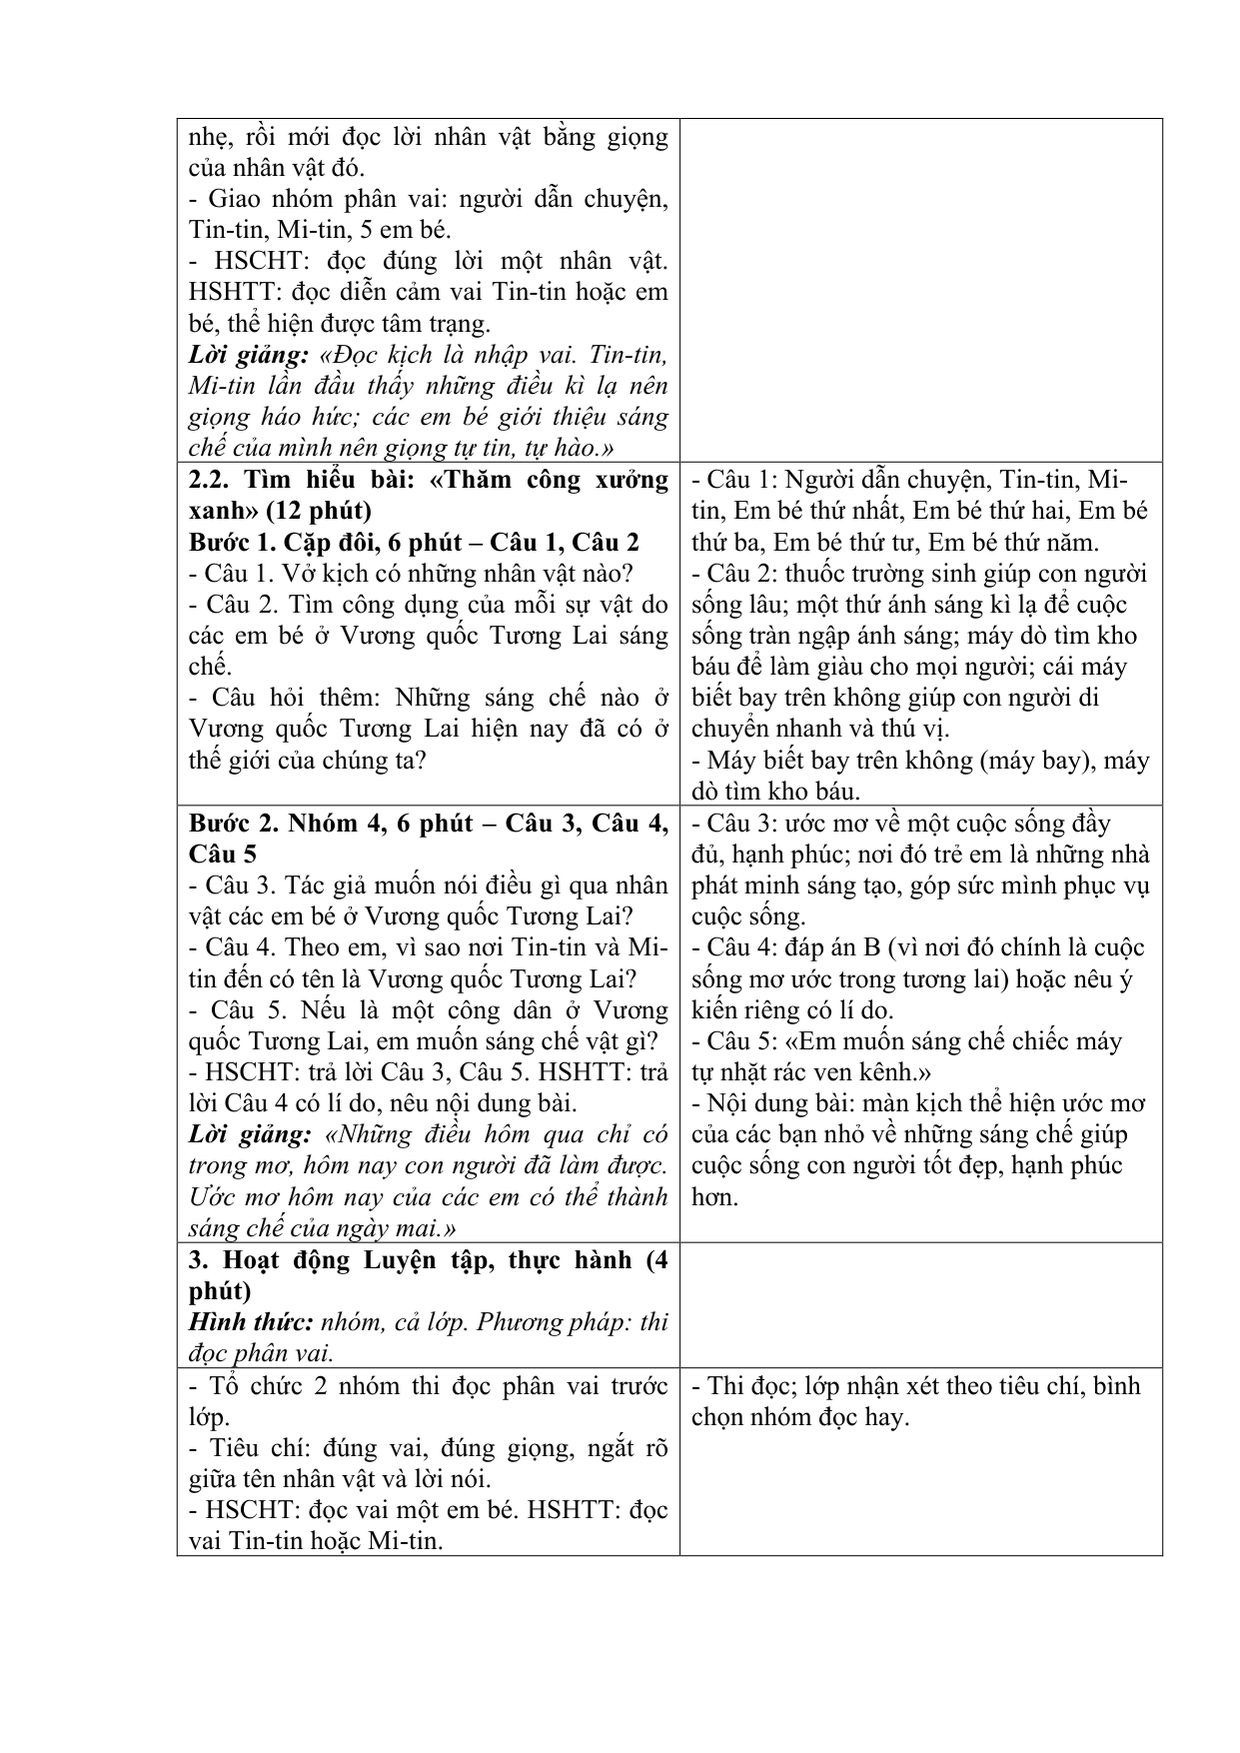 nhẹ, rồi mới đọc lời nhân vật bằng giọng
của nhân vật đó.
- Giao nhóm phân vai: người dẫn chuyện,
Tin-tin, Mi-tin, 5 em bé.
- HSCHT: đọc đúng lời một nhân vật.
HSHTT: đọc diễn cảm vai Tin-tin hoặc em
bé, thể hiện được tâm trạng.
Lời giảng: «Đọc kịch là nhập vai. Tin-tin,
Mi-tin lần đầu thấy những điều kì lạ nên
giọng háo hức; các em bé giới thiệu sáng
chế của mình nên giọng tự tin, tự hào.»
2.2. Tìm hiểu bài: «Thăm công xưởng
xanh» (12 phút)
Bước 1. Cặp đôi, 6 phút – Câu 1, Câu 2
- Câu 1. Vở kịch có những nhân vật nào?
- Câu 2. Tìm công dụng của mỗi sự vật do
các em bé ở Vương quốc Tương Lai sáng
chế.
- Câu hỏi thêm: Những sáng chế nào ở
Vương quốc Tương Lai hiện nay đã có ở
thế giới của chúng ta?
- Câu 1: Người dẫn chuyện, Tin-tin, Mi-
tin, Em bé thứ nhất, Em bé thứ hai, Em bé
thứ ba, Em bé thứ tư, Em bé thứ năm.
- Câu 2: thuốc trường sinh giúp con người
sống lâu; một thứ ánh sáng kì lạ để cuộc
sống tràn ngập ánh sáng; máy dò tìm kho
báu để làm giàu cho mọi người; cái máy
biết bay trên không giúp con người di
chuyển nhanh và thú vị.
- Máy biết bay trên không (máy bay), máy
dò tìm kho báu.
Bước 2. Nhóm 4, 6 phút – Câu 3, Câu 4,
Câu 5
- Câu 3. Tác giả muốn nói điều gì qua nhân
vật các em bé ở Vương quốc Tương Lai?
- Câu 4. Theo em, vì sao nơi Tin-tin và Mi-
tin đến có tên là Vương quốc Tương Lai?
- Câu 5. Nếu là một công dân ở Vương
quốc Tương Lai, em muốn sáng chế vật gì?
- HSCHT: trả lời Câu 3, Câu 5. HSHTT: trả
lời Câu 4 có lí do, nêu nội dung bài.
Lời giảng: «Những điều hôm qua chỉ có
trong mơ, hôm nay con người đã làm được.
Ước mơ hôm nay của các em có thể thành
sáng chế của ngày mai.»
- Câu 3: ước mơ về một cuộc sống đầy
đủ, hạnh phúc; nơi đó trẻ em là những nhà
phát minh sáng tạo, góp sức mình phục vụ
cuộc sống.
- Câu 4: đáp án B (vì nơi đó chính là cuộc
sống mơ ước trong tương lai) hoặc nêu ý
kiến riêng có lí do.
- Câu 5: «Em muốn sáng chế chiếc máy
tự nhặt rác ven kênh.»
- Nội dung bài: màn kịch thể hiện ước mơ
của các bạn nhỏ về những sáng chế giúp
cuộc sống con người tốt đẹp, hạnh phúc
hơn.
3. Hoạt động Luyện tập, thực hành (4
phút)
Hình thức: nhóm, cả lớp. Phương pháp: thi
đọc phân vai.
- Tổ chức 2 nhóm thi đọc phân vai trước
lớp.
- Tiêu chí: đúng vai, đúng giọng, ngắt rõ
giữa tên nhân vật và lời nói.
- HSCHT: đọc vai một em bé. HSHTT: đọc
vai Tin-tin hoặc Mi-tin.
- Thi đọc; lớp nhận xét theo tiêu chí, bình
chọn nhóm đọc hay.